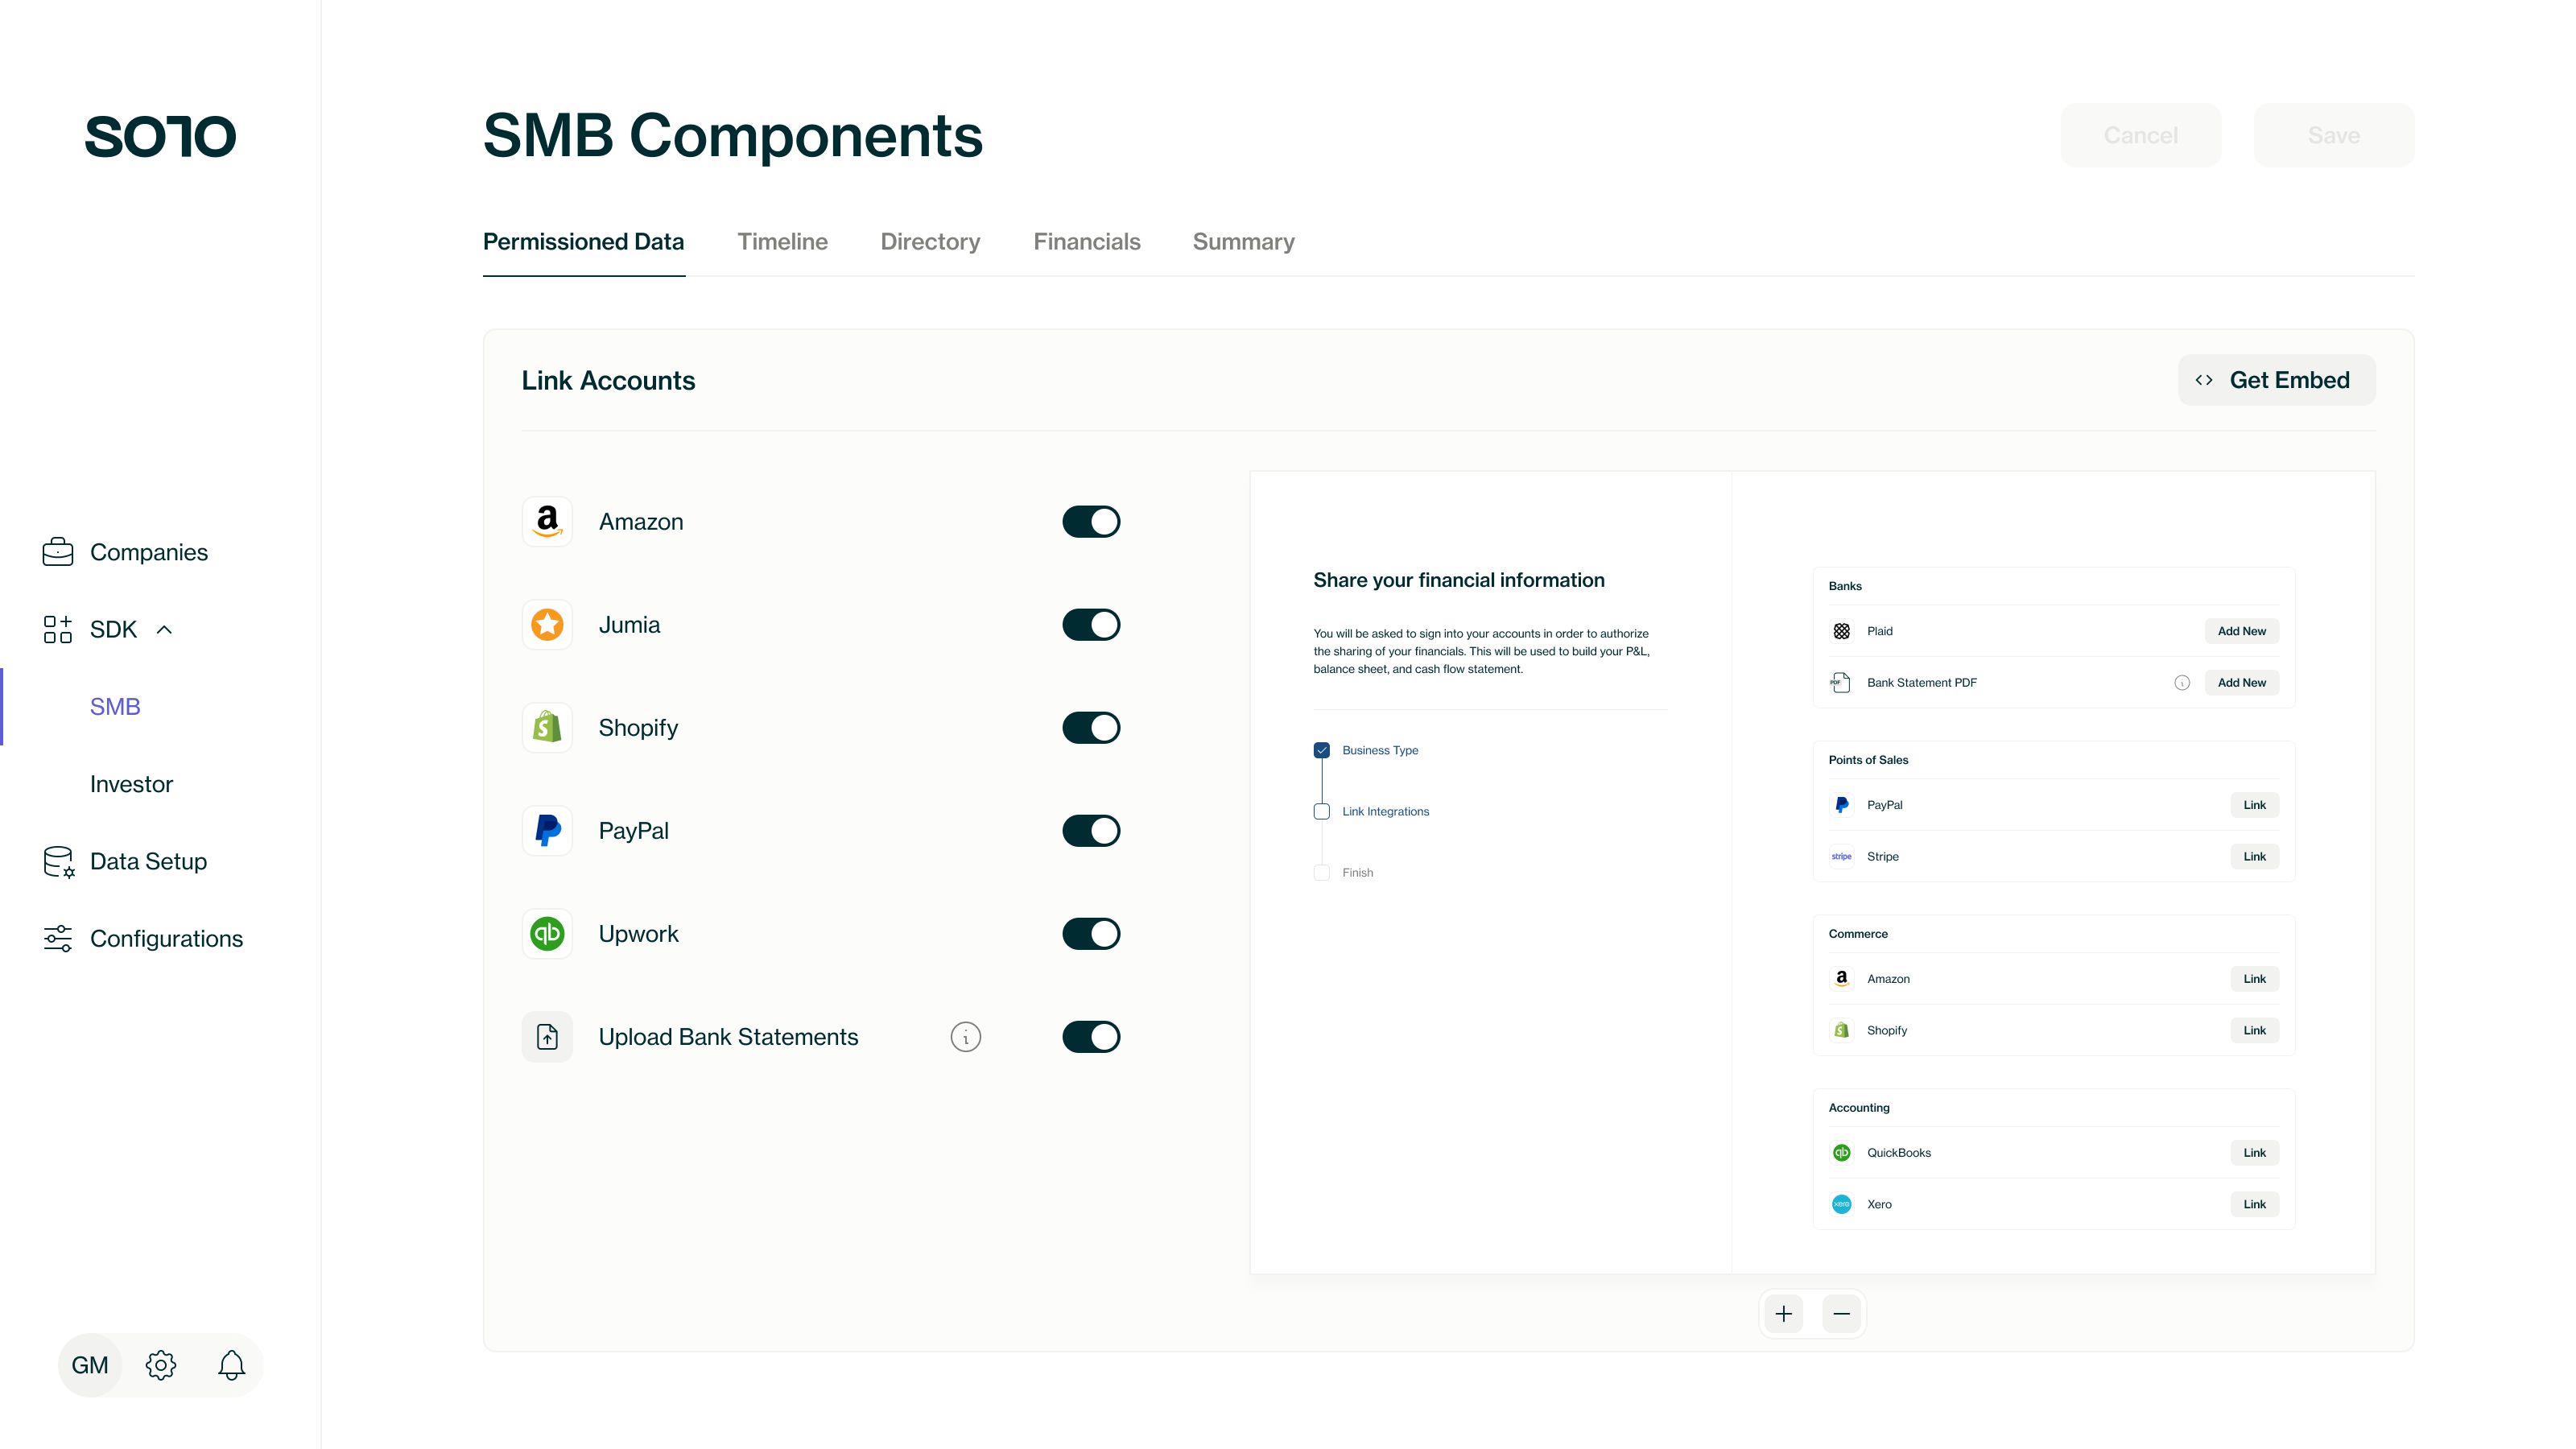 SOLO
Companies
SDK
SMB
Investor
Data Setup
Configurations
GM
SMB Components
Cancel
Save
Permissioned Data
Timeline
Directory
Financials
Summary
Link Accounts
Get Embed
Amazon
Jumia
Shopify
PayPal
Upwork
Upload Bank Statements
Share your financial information
You will be asked to sign into your accounts in order to authorize
the sharing of your financials. This will be used to build your P&L,
balance sheet, and cash flow statement.
Business Type
Link Integrations
Finish
Banks
Plaid
Add New
PDF
Bank Statement PDF
Add New
Points of Sales
PayPal
Link
stripe
Stripe
Link
Commerce
Amazon
Link
Shopify
Link
Accounting
qb
QuickBooks
Link
xero
Xero
Link